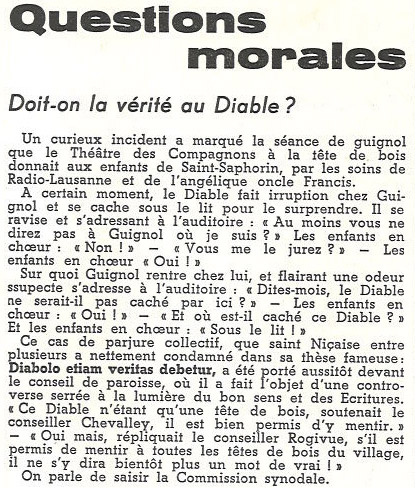 Questions
morales
Doit-on la vérité au Diable ?
Un curieux incident a marqué la séance de guignol
que le Théâtre des Compagnons à la tête de bois
donnait aux enfants de Saint-Saphorin, par les soins de
Radio-Lausanne et de l'angélique oncle Francis.
A certain moment, le Diable fait irruption chez Gui-
gnol et se cache sous le lit pour le surprendre. Il se
ravise et s'adressant à l'auditoire : « Au moins vous ne
direz pas à Guignol où je suis ? » Les enfants en
chœur : « Non ! » — « Vous me le jurez ? » — Les
enfants en chœur « Oui ! »
Sur quoi Guignol rentre chez lui, et flairant une odeur
ssupecte s'adresse à l'auditoire : « Dites-mois, le Diable
ne serait-il pas caché par ici ? » — Les enfants en
chœur : « Oui ! » — « Et où est-il caché ce Diable ? »
Et les enfants en chœur : « Sous le lit ! »
Ce cas de parjure collectif, que saint Niçaise entre
plusieurs a nettement condamné dans sa thèse fameuse :
Diabolo etiam veritas debetur, a été porté aussitôt devant
le conseil de paroisse, où il a fait l'objet d'une contro-
verse serrée à la lumière du bon sens et des Ecritures.
« Ce Diable n'étant qu'une tête de bois, soutenait le
conseiller Chevalley, il est bien permis d'y mentir. »
— « Oui mais, répliquait le conseiller Rogivue, s'il est
permis de mentir à toutes les têtes de bois du village,
il ne s'y dira bientôt plus un mot de vrai ! »
On parle de saisir la Commission synodale.